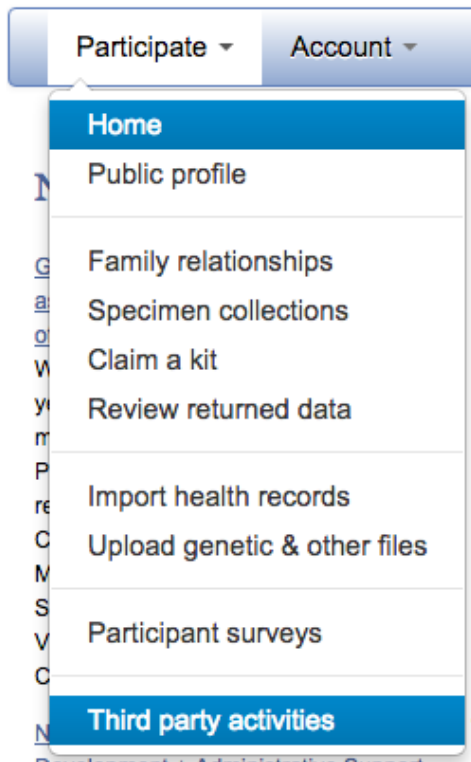 Participate Account
Home
Public profile
Family relationships
Specimen collections
Claim a kit
Review returned data
Import health records
Upload genetic & other files
Participant surveys
Third party activities